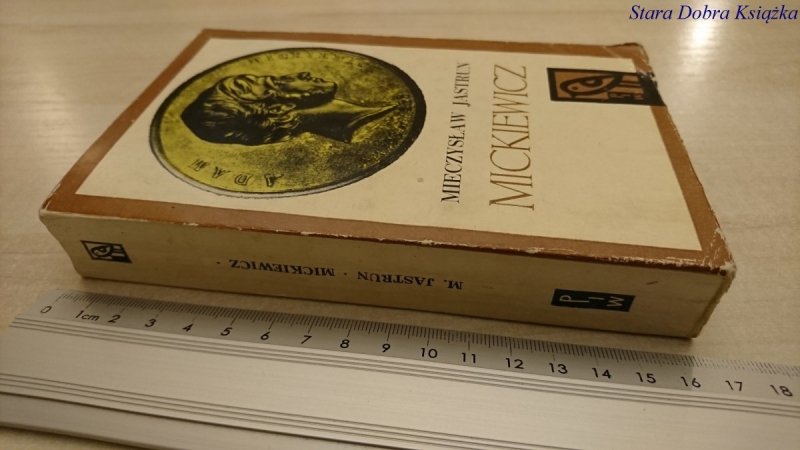 Stara Dobra Książka
ADAM
MIECZYSŁAW JASTRUN
MICKIEWICZ
M. JASTRUN · MICKIEWICZ ·
PIW
0 1cm 2 3 4 5 6 7 8 9 10 11 12 13 14 15 16 17 18